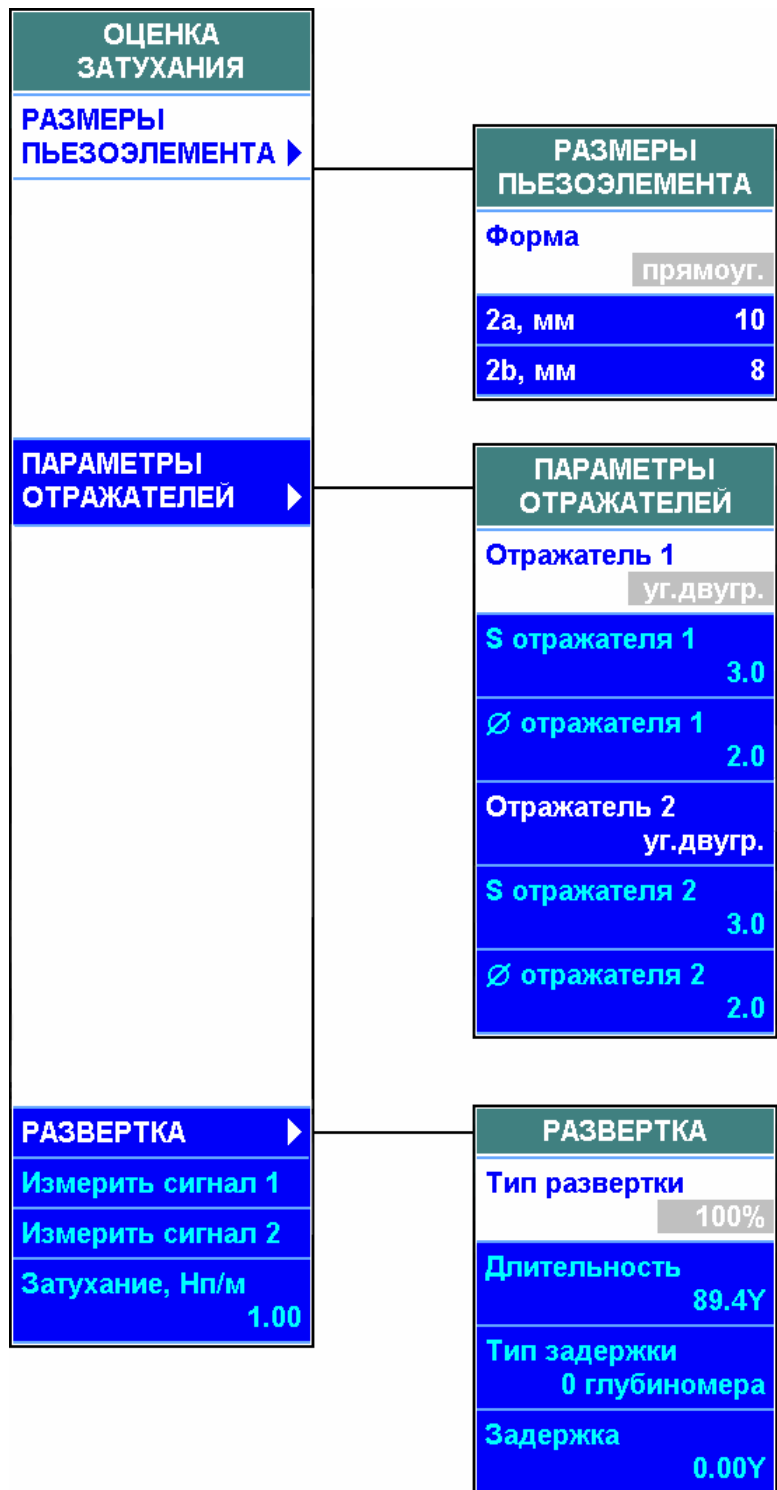 ОЦЕНКА
ЗАТУХАНИЯ
РАЗМЕРЫ
ПЬЕЗОЭЛЕМЕНТА
РАЗМЕРЫ
ПЬЕЗОЭЛЕМЕНТА
Форма
прямоуг.
2a, мм 10
2b, мм 8
ПАРАМЕТРЫ
ОТРАЖАТЕЛЕЙ
ПАРАМЕТРЫ
ОТРАЖАТЕЛЕЙ
Отражатель 1
уг.двугр.
S отражателя 1
3.0
∅ отражателя 1
2.0
Отражатель 2
уг.двугр.
S отражателя 2
3.0
∅ отражателя 2
2.0
РАЗВЕРТКА
Измерить сигнал 1
Измерить сигнал 2
Затухание, Нп/м
1.00
РАЗВЕРТКА
Тип развертки
100%
Длительность
89.4Y
Тип задержки
0 глубиномера
Задержка
0.00Y